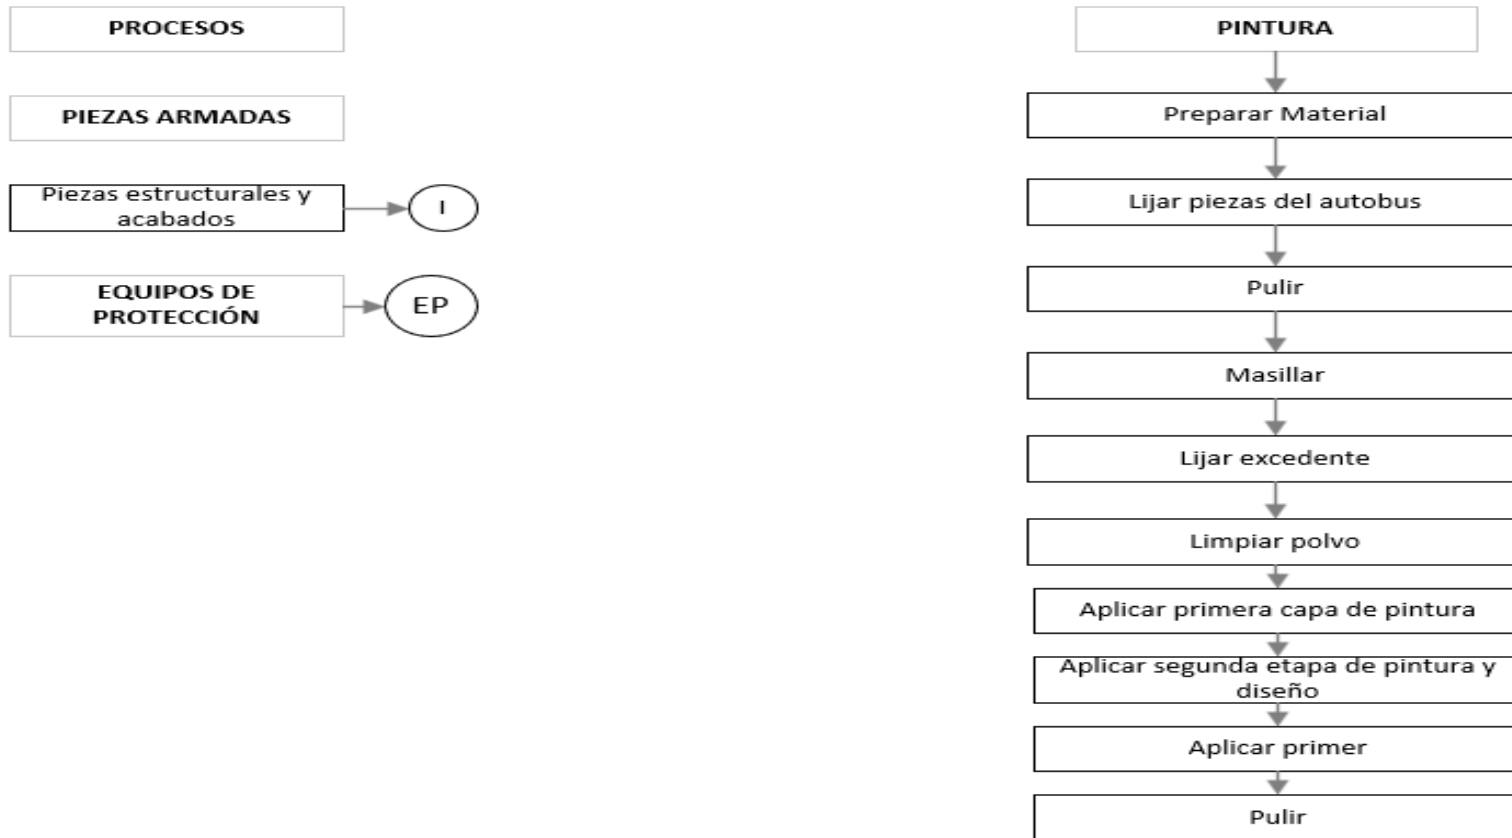 PROCESOS
PIEZAS ARMADAS
Piezas estructurales y
acabados
I
EQUIPOS DE
PROTECCIÓN
EP
PINTURA
Preparar Material
Lijar piezas del autobus
Pulir
Masillar
Lijar excedente
Limpiar polvo
Aplicar primera capa de pintura
Aplicar segunda etapa de pintura y
diseño
Aplicar primer
Pulir